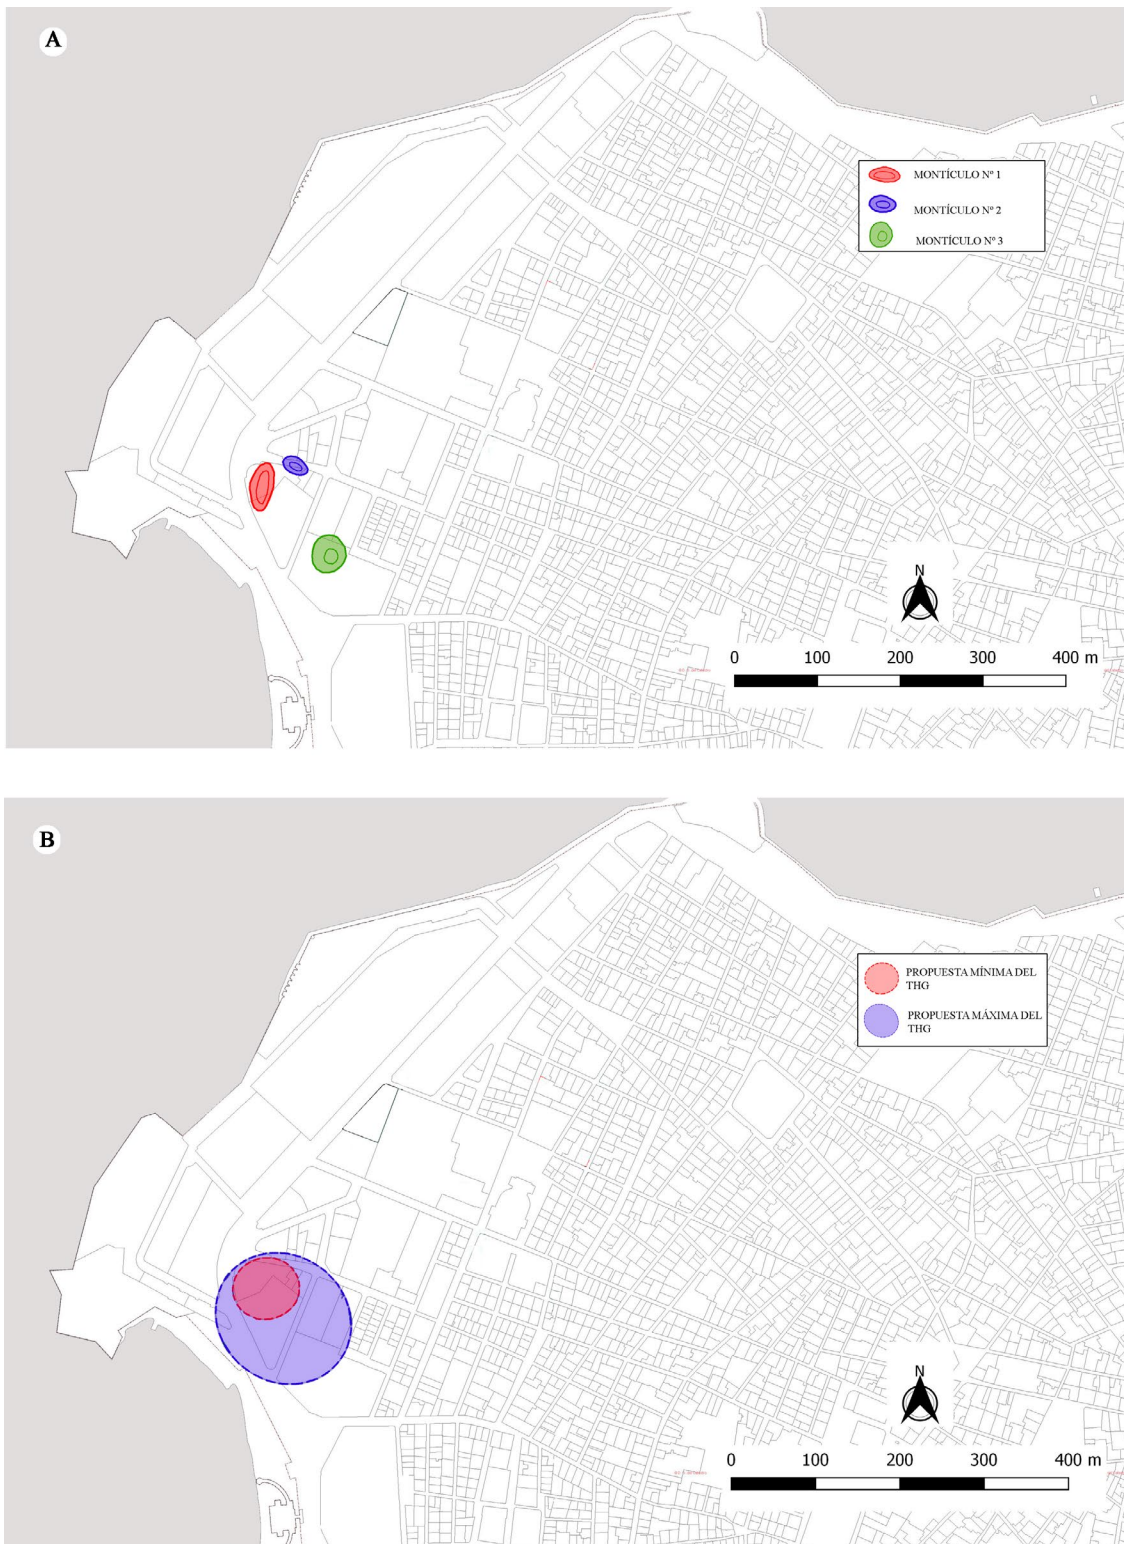 A
MONTÍCULO Nº 1
MONTÍCULO Nº 2
MONTÍCULO Nº 3
N
0 100 200 300 400 m
B
PROPUESTA MÍNIMA DEL
THG
PROPUESTA MÁXIMA DEL
THG
N
0 100 200 300 400 m